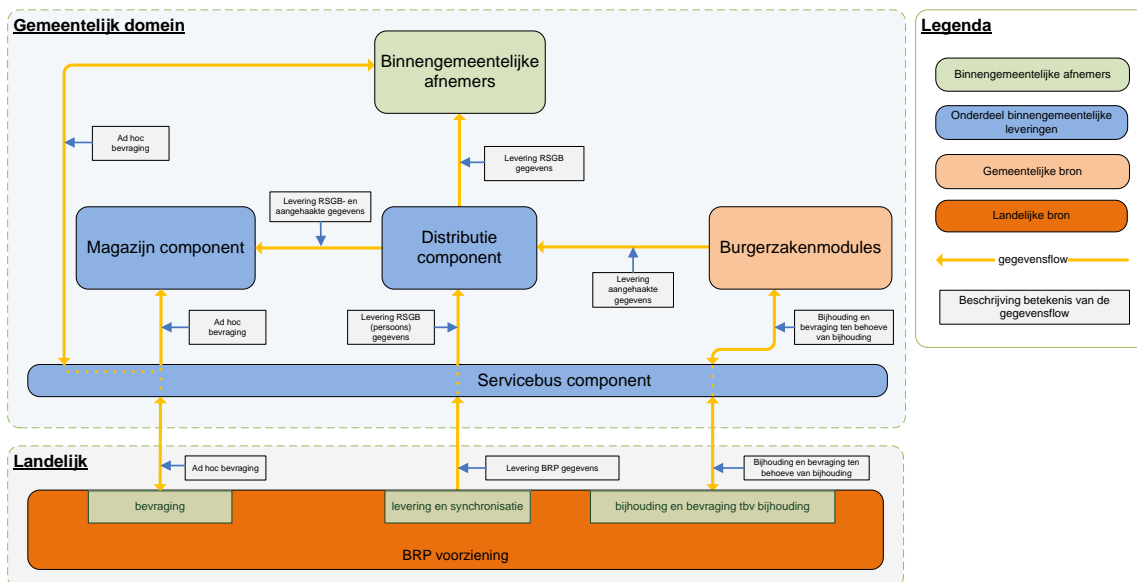 Gemeentelijk domein
Binnengemeentelijke
afnemers
Ad hoc
bevraging
Levering RSGB
gegevens
Levering RSGB- en
aangehaakte gegevens
Magazijn component
Distributie
component
Burgerzakenmodules
Levering
aangehaakte
gegevens
Ad hoc
bevraging
Levering RSGB
(persoons)
gegevens
Bijhouding en
bevraging ten behoeve
van bijhouding
Servicebus component
Landelijk
Ad hoc bevraging
Levering BRP gegevens
Bijhouding en bevraging ten
behoeve van bijhouding
bevraging
levering en synchronisatie
bijhouding en bevraging tbv bijhouding
BRP voorziening
Legenda
Binnengemeentelijke afnemers
Onderdeel binnengemeentelijke
leveringen
Gemeentelijke bron
Landelijke bron
gegevensflow
Beschrijving betekenis van de
gegevensflow